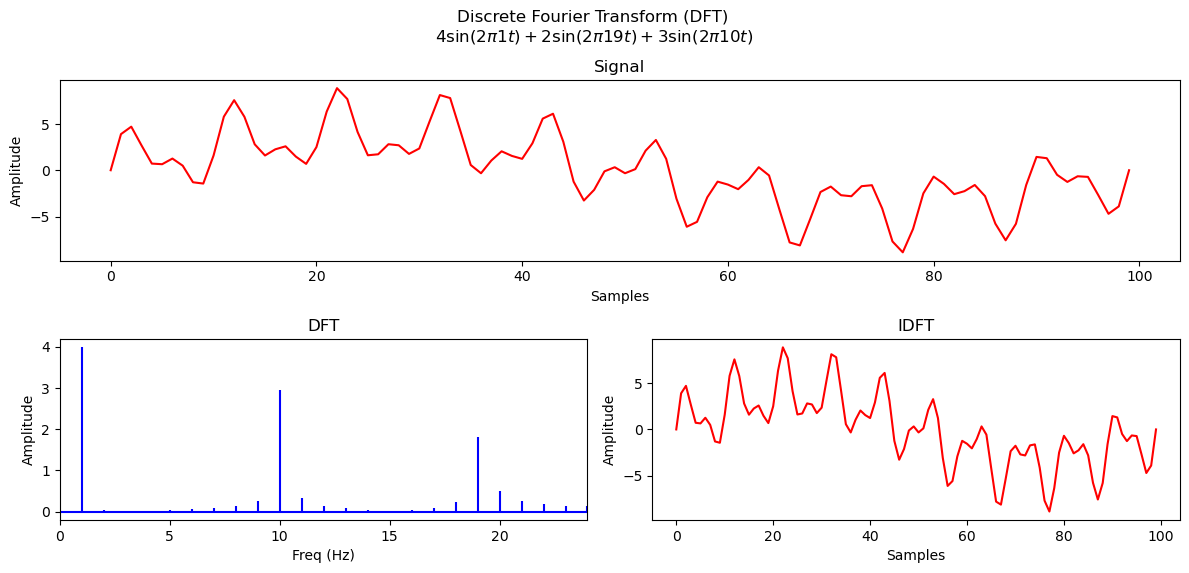 Discrete Fourier Transform (DFT)
4sin(2π1t) + 2sin(2π19t) + 3sin(2π10t)
Signal
Amplitude
5
0
−5
0 20 40 60 80 100
Samples
DFT
Amplitude
4
3
2
1
0
0 5 10 15 20
Freq (Hz)
IDFT
Amplitude
5
0
−5
0 20 40 60 80 100
Samples